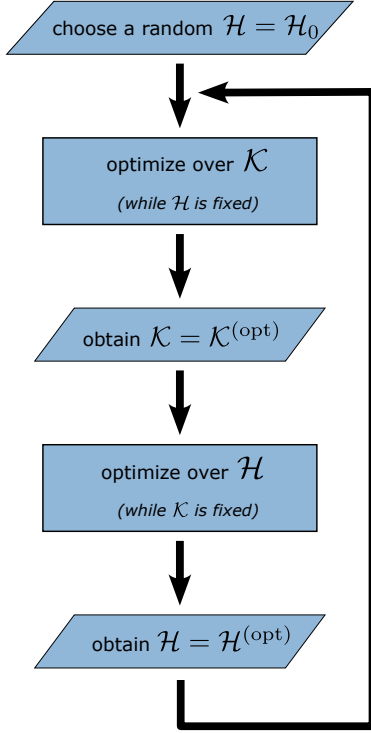 choose a random ℋ = ℋ₀
optimize over 𝒦
(while ℋ is fixed)
obtain 𝒦 = 𝒦⁽ᵒᵖᵗ⁾
optimize over ℋ
(while 𝒦 is fixed)
obtain ℋ = ℋ⁽ᵒᵖᵗ⁾